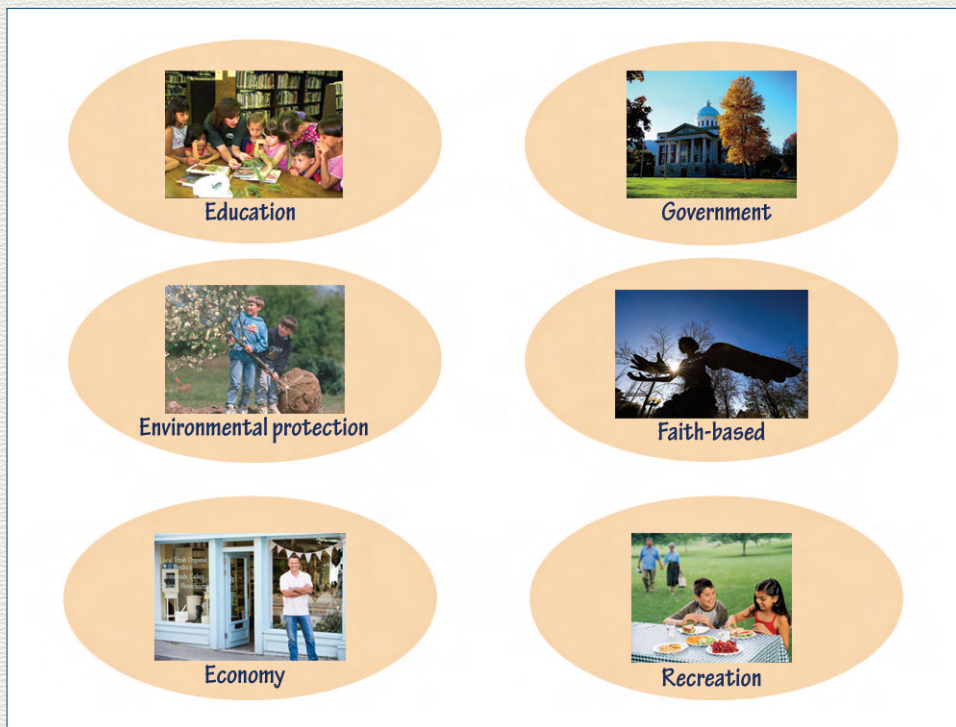 Education
Government
Environmental protection
Faith-based
Economy
Recreation